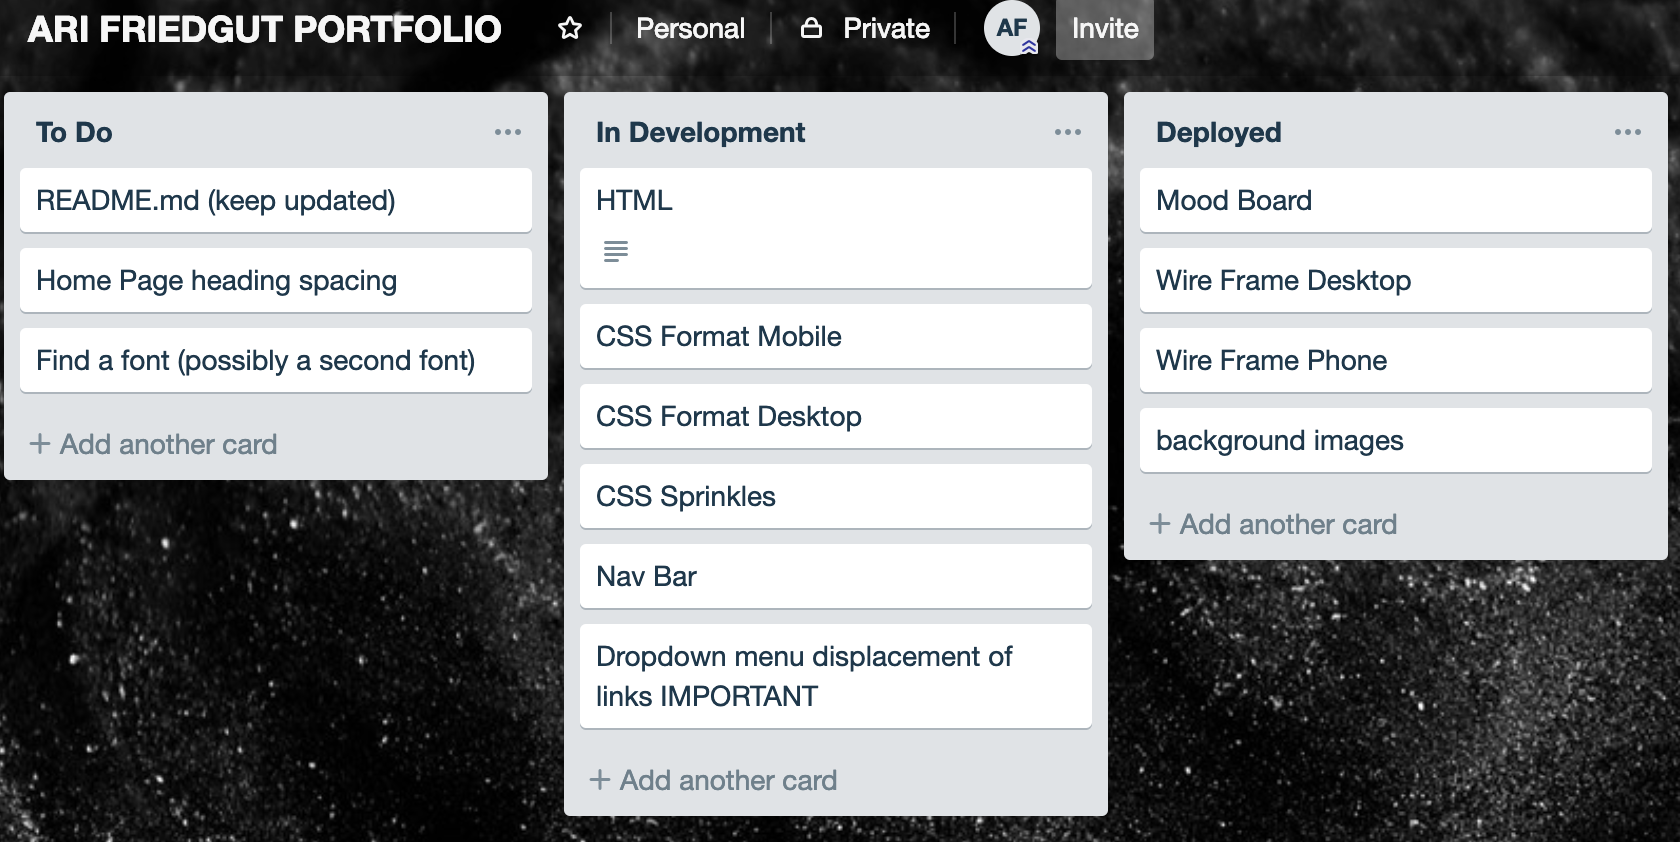 ARI FRIEDGUT PORTFOLIO
Personal
Private
AF
Invite
To Do
README.md (keep updated)
Home Page heading spacing
Find a font (possibly a second font)
+ Add another card
In Development
HTML
CSS Format Mobile
CSS Format Desktop
CSS Sprinkles
Nav Bar
Dropdown menu displacement of
links IMPORTANT
+ Add another card
Deployed
Mood Board
Wire Frame Desktop
Wire Frame Phone
background images
+ Add another card